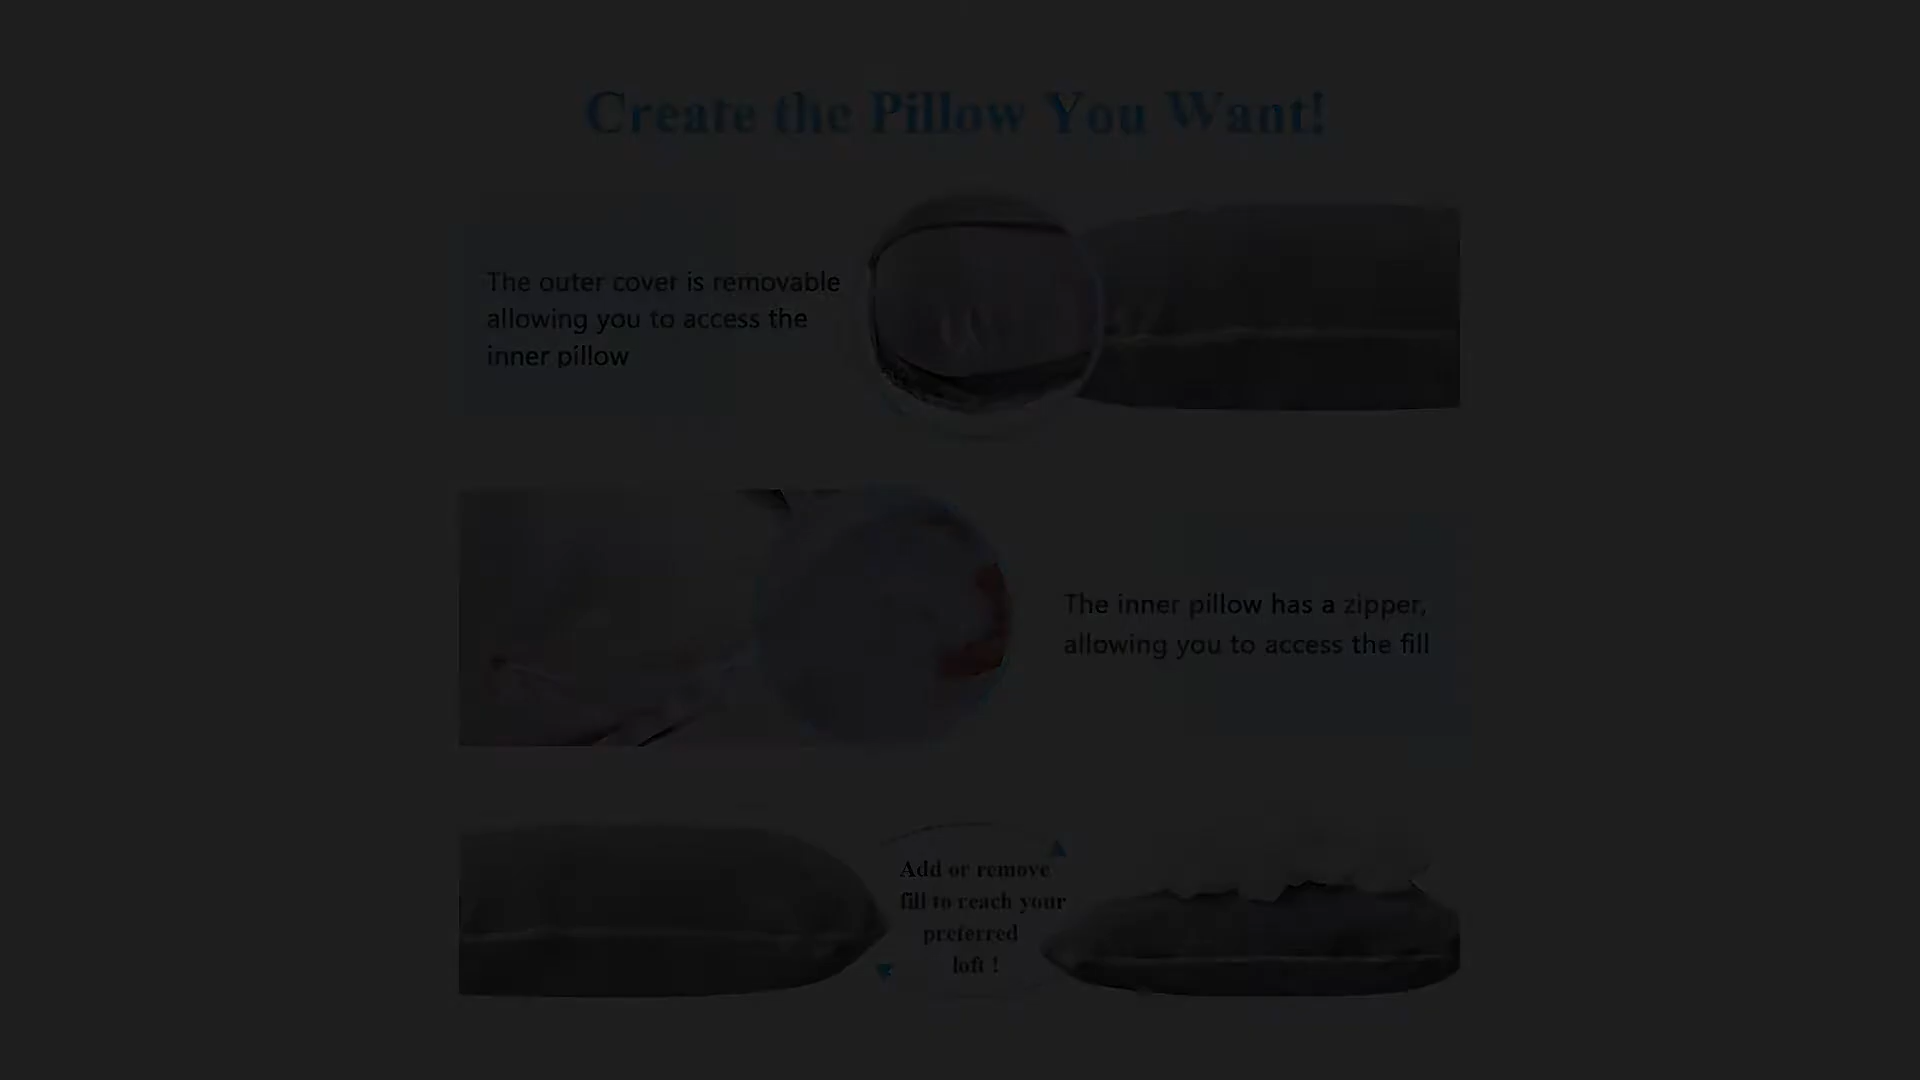 Create the Pillow You Want!
The outer cover is removable
allowing you to access the
inner pillow
The inner pillow has a zipper,
allowing you to access the fill
Add or remove
fill to reach your
preferred
loft !